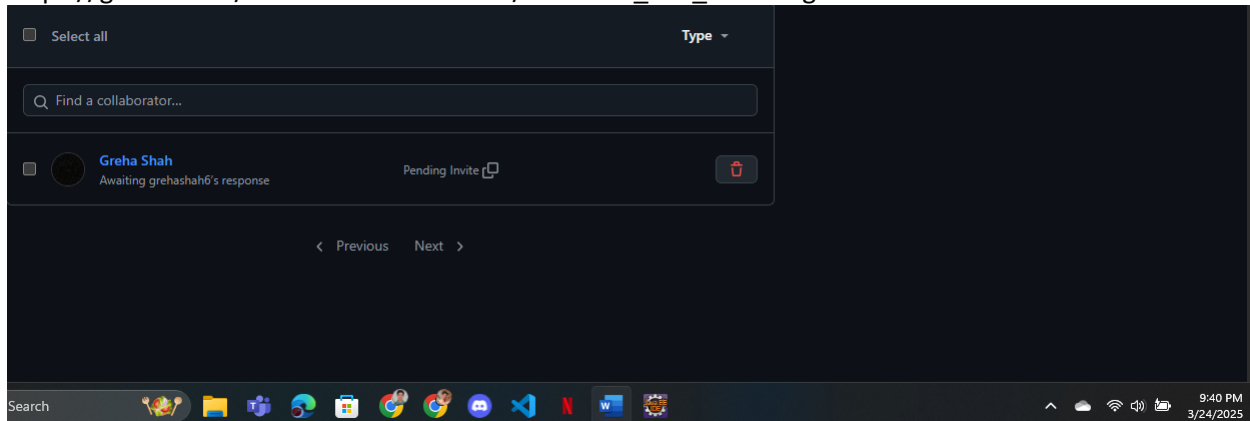 Select all
Type
Find a collaborator...
Greha Shah
Awaiting grehashah6's response
Pending Invite
Previous Next
Search
9:40 PM
3/24/2025